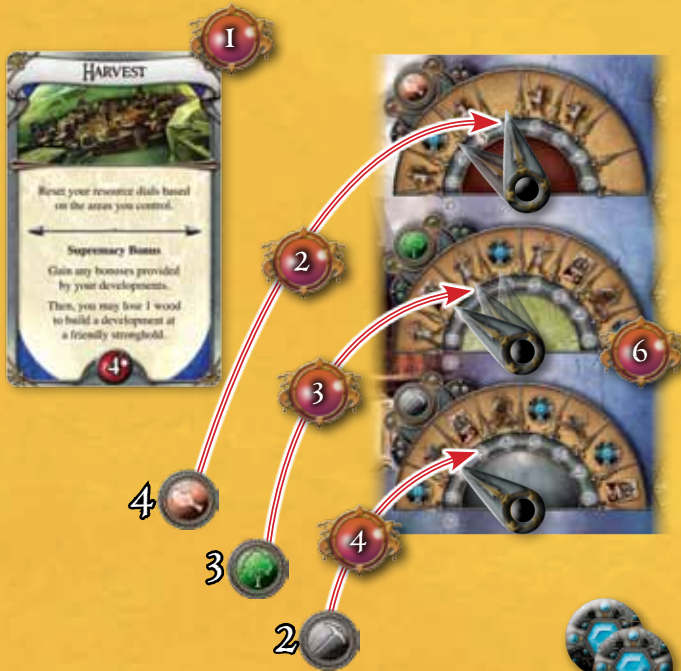 1
HARVEST
Reset your resource dials based
on the areas you control.
Supremacy Bonus
Gain any bonuses provided
by your developments.
Then, you may lose 1 wood
to build a development at
a friendly stronghold.
4
2
3
6
4
4
3
2